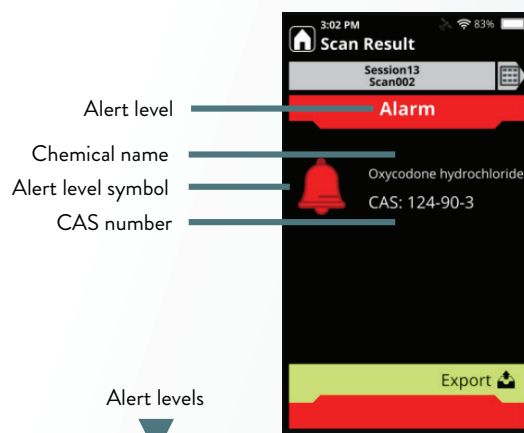 3:02 PM
83%
Scan Result
Session13
Scan002
Alert level
Alarm
Chemical name
Oxycodone hydrochloride
Alert level symbol
CAS: 124-90-3
CAS number
Export
Alert levels